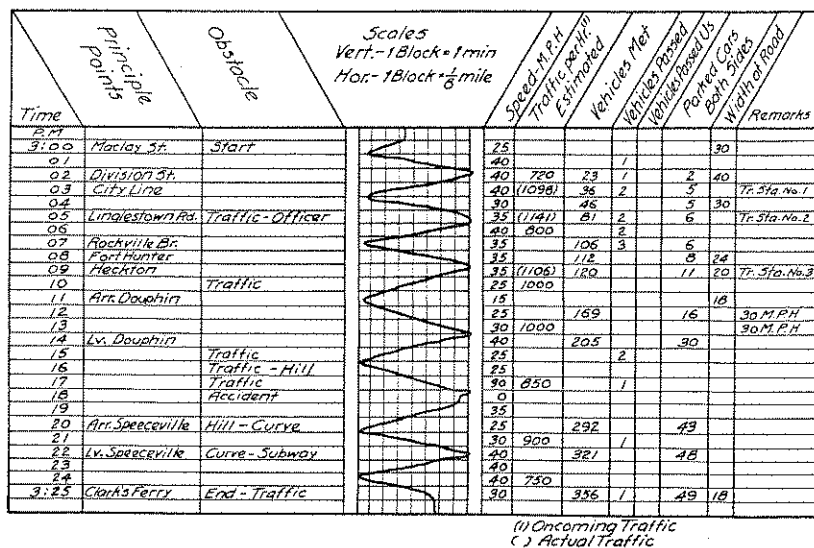 Time
Principle Points
Obstacle
Scales
Vert.-1 Block = 1 min
Hor.- 1 Block = 1/6 mile
Speed-M.P.H
Traffic per Hr.(1) Estimated
Vehicles Met
Vehicles Passed
Vehicles Passed Us
Parked Cars Both Sides
Width of Road
Remarks
P.M
3:00 Maclay St. Start 25 30
01 40 1
02 Division St. 40 720 23 1 2 40
03 City Line 40 (1098) 36 2 5 Tr. Sta. No. 1
04 30 46 5 30
05 Linglestown Rd. Traffic-Officer 35 (1141) 81 2 6 Tr. Sta. No. 2
06 40 800 2
07 Rockville Br. 35 106 3 6
08 Fort Hunter 35 112 8 24
09 Heckton 35 (1106) 120 11 20 Tr. Sta. No. 3
10 Traffic 25 1000
11 Arr. Dauphin 15 18
12 25 169 16 30 M.P.H
13 30 1000 30 M.P.H
14 Lv. Dauphin 40 205 30
15 Traffic 25 2
16 Traffic - Hill 25
17 Traffic 30 850 1
18 Accident 0
19 35
20 Arr. Speeceville Hill - Curve 25 292 43
21 30 900 1
22 Lv. Speeceville Curve - Subway 40 321 48
23 40
24 40 750
3:25 Clark's Ferry End - Traffic 30 356 1 49 18
(1) Oncoming Traffic
( ) Actual Traffic